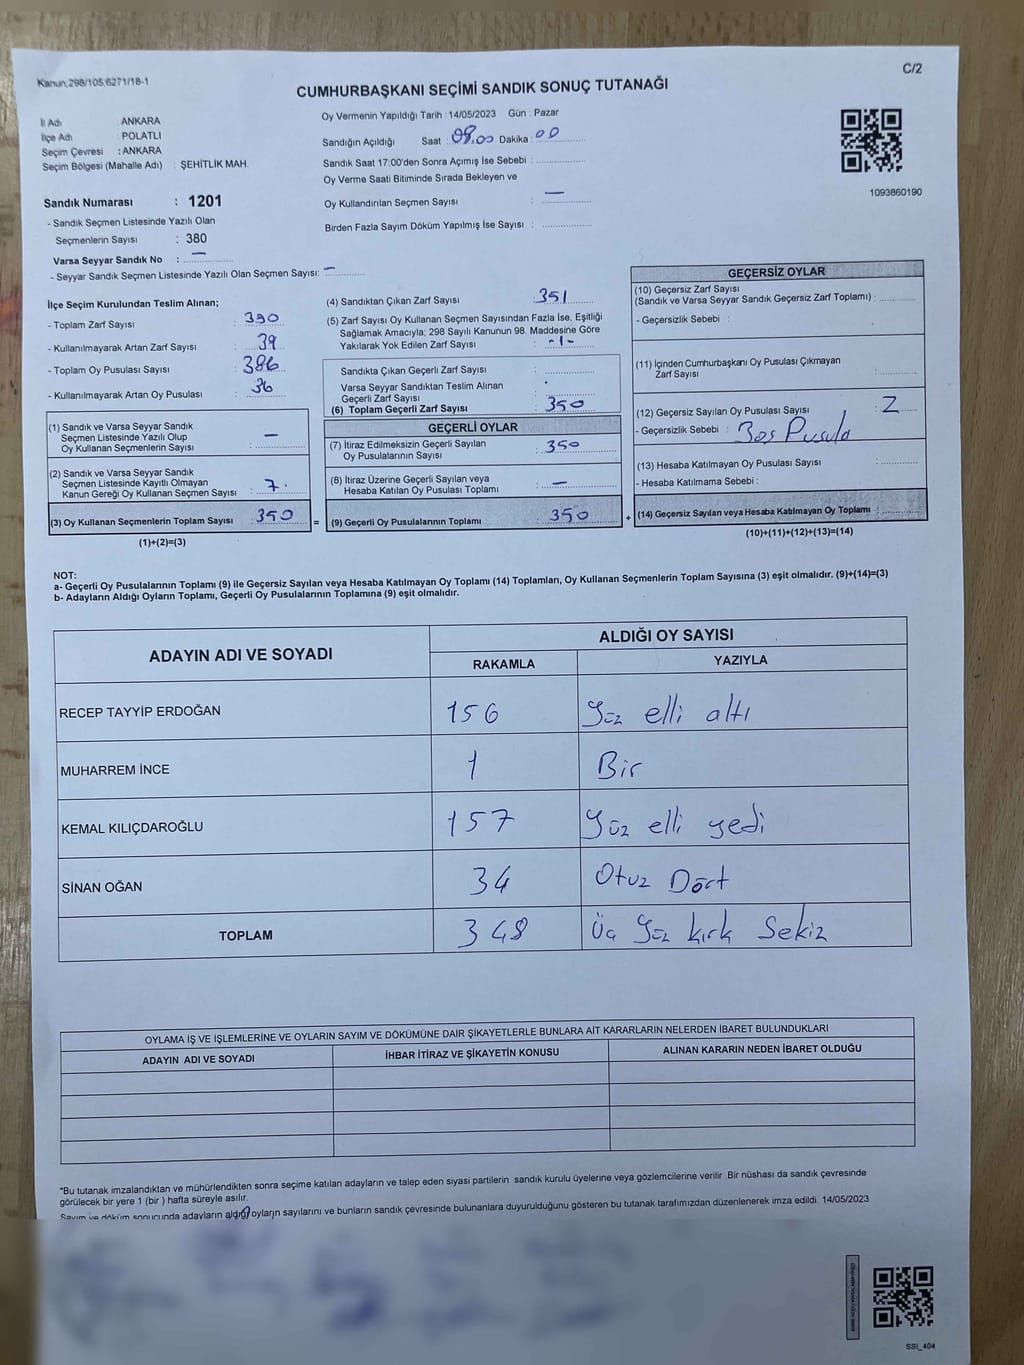 Kanun:298/105;6271/18-1
C/2
CUMHURBAŞKANI SEÇİMİ SANDIK SONUÇ TUTANAĞI
İl Adı : ANKARA
İlçe Adı : POLATLI
Seçim Çevresi : ANKARA
Seçim Bölgesi (Mahalle Adı) : ŞEHİTLİK MAH.
Oy Vermenin Yapıldığı Tarih : 14/05/2023 Gün : Pazar
Sandığın Açıldığı Saat : 08.00 Dakika : 00
Sandık Saat 17:00'den Sonra Açımış İse Sebebi :
Oy Verme Saati Bitiminde Sırada Bekleyen ve
Oy Kullandırılan Seçmen Sayısı : —
Birden Fazla Sayım Döküm Yapılmış İse Sayısı :
1093860190
Sandık Numarası : 1201
- Sandık Seçmen Listesinde Yazılı Olan
Seçmenlerin Sayısı : 380
Varsa Seyyar Sandık No : —
- Seyyar Sandık Seçmen Listesinde Yazılı Olan Seçmen Sayısı: —
İlçe Seçim Kurulundan Teslim Alınan;
- Toplam Zarf Sayısı : 390
- Kullanılmayarak Artan Zarf Sayısı : 39
- Toplam Oy Pusulası Sayısı : 386
- Kullanılmayarak Artan Oy Pusulası : 36
(1) Sandık ve Varsa Seyyar Sandık
Seçmen Listesinde Yazılı Olup
Oy Kullanan Seçmenlerin Sayısı : —
(2) Sandık ve Varsa Seyyar Sandık
Seçmen Listesinde Kayıtlı Olmayan
Kanun Gereği Oy Kullanan Seçmen Sayısı : 7.
(3) Oy Kullanan Seçmenlerin Toplam Sayısı : 350
(1)+(2)=(3)
=
(4) Sandıktan Çıkan Zarf Sayısı : 351
(5) Zarf Sayısı Oy Kullanan Seçmen Sayısından Fazla İse, Eşitliği
Sağlamak Amacıyla; 298 Sayılı Kanunun 98. Maddesine Göre
Yakılarak Yok Edilen Zarf Sayısı : -1-
Sandıkta Çıkan Geçerli Zarf Sayısı :
Varsa Seyyar Sandıktan Teslim Alınan
Geçerli Zarf Sayısı :
(6) Toplam Geçerli Zarf Sayısı : 350
GEÇERLİ OYLAR
(7) İtiraz Edilmeksizin Geçerli Sayılan
Oy Pusulalarının Sayısı : 350
(8) İtiraz Üzerine Geçerli Sayılan veya
Hesaba Katılan Oy Pusulası Toplamı : —
(9) Geçerli Oy Pusulalarının Toplamı : 350
+
GEÇERSİZ OYLAR
(10) Geçersiz Zarf Sayısı
(Sandık ve Varsa Seyyar Sandık Geçersiz Zarf Toplamı) :
- Geçersizlik Sebebi :
(11) İçinden Cumhurbaşkanı Oy Pusulası Çıkmayan
Zarf Sayısı :
(12) Geçersiz Sayılan Oy Pusulası Sayısı : 2
- Geçersizlik Sebebi : Boş Pusula
(13) Hesaba Katılmayan Oy Pusulası Sayısı :
- Hesaba Katılmama Sebebi :
(14) Geçersiz Sayılan veya Hesaba Katılmayan Oy Toplamı :
(10)+(11)+(12)+(13)=(14)
NOT:
a- Geçerli Oy Pusulalarının Toplamı (9) ile Geçersiz Sayılan veya Hesaba Katılmayan Oy Toplamı (14) Toplamları, Oy Kullanan Seçmenlerin Toplam Sayısına (3) eşit olmalıdır. (9)+(14)=(3)
b- Adayların Aldığı Oyların Toplamı, Geçerli Oy Pusulalarının Toplamına (9) eşit olmalıdır.
ADAYIN ADI VE SOYADI
ALDIĞI OY SAYISI
RAKAMLA YAZIYLA
RECEP TAYYİP ERDOĞAN 156 Yüz elli altı
MUHARREM İNCE 1 Bir
KEMAL KILIÇDAROĞLU 157 Yüz elli yedi
SİNAN OĞAN 34 Otuz Dört
TOPLAM 348 Üç Yüz kırk Sekiz
OYLAMA İŞ VE İŞLEMLERİNE VE OYLARIN SAYIM VE DÖKÜMÜNE DAİR ŞİKAYETLERLE BUNLARA AİT KARARLARIN NELERDEN İBARET BULUNDUKLARI
ADAYIN ADI VE SOYADI İHBAR İTİRAZ VE ŞİKAYETİN KONUSU ALINAN KARARIN NEDEN İBARET OLDUĞU
*Bu tutanak imzalandıktan ve mühürlendikten sonra seçime katılan adayların ve talep eden siyasi partilerin sandık kurulu üyelerine veya gözlemcilerine verilir. Bir nüshası da sandık çevresinde
görülecek bir yere 1 (bir) hafta süreyle asılır.
Sayım ve döküm sonucunda adayların aldığı oyların sayılarını ve bunların sandık çevresinde bulunanlara duyurulduğunu gösteren bu tutanak tarafımızdan düzenlenerek imza edildi. 14/05/2023
SSI_404